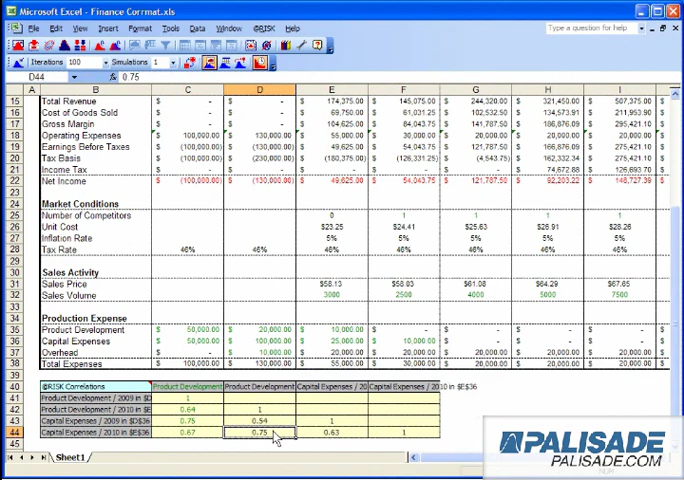 Microsoft Excel - Finance Corrmat.xls
File Edit View Insert Format Tools Data Window @RISK Help Type a question for help
Iterations 100 Simulations 1
D44 0.75
A B C D E F G H I
15 Total Revenue $ - $ - $ 174,375.00 $ 145,075.00 $ 244,320.00 $ 321,450.00 $ 507,375.00
16 Cost of Goods Sold $ - $ - $ 69,750.00 $ 61,031.25 $ 102,532.50 $ 134,573.91 $ 211,953.90
17 Gross Margin $ - $ - $ 104,625.00 $ 84,043.75 $ 141,787.50 $ 186,876.09 $ 295,421.10
18 Operating Expenses $ 100,000.00 $ 130,000.00 $ 55,000.00 $ 30,000.00 $ 20,000.00 $ 20,000.00 $ 20,000.00
19 Earnings Before Taxes $ (100,000.00) $ (130,000.00) $ 49,625.00 $ 54,043.75 $ 121,787.50 $ 166,876.09 $ 275,421.10
20 Tax Basis $ (100,000.00) $ (230,000.00) $ (180,375.00) $ (126,331.25) $ (4,543.75) $ 162,332.34 $ 275,421.10
21 Income Tax $ - $ - $ - $ - $ - $ 74,672.88 $ 126,693.70
22 Net Income $ (100,000.00) $ (130,000.00) $ 49,625.00 $ 54,043.75 $ 121,787.50 $ 92,203.22 $ 148,727.39
23
24 Market Conditions
25 Number of Competitors 0 1 1 1 1
26 Unit Cost $23.25 $24.41 $25.63 $26.91 $28.26
27 Inflation Rate 5% 5% 5% 5% 5%
28 Tax Rate 46% 46% 46% 46% 46% 46% 46%
29
30 Sales Activity
31 Sales Price $58.13 $58.03 $61.08 $64.29 $67.65
32 Sales Volume 3000 2500 4000 5000 7500
33
34 Production Expense
35 Product Development $ 50,000.00 $ 20,000.00 $ 10,000.00 $ - $ - $ - $ -
36 Capital Expenses $ 50,000.00 $ 100,000.00 $ 25,000.00 $ 10,000.00 $ - $ - $ -
37 Overhead $ - $ 10,000.00 $ 20,000.00 $ 20,000.00 $ 20,000.00 $ 20,000.00 $ 20,000.00
38 Total Expenses $ 100,000.00 $ 130,000.00 $ 55,000.00 $ 30,000.00 $ 20,000.00 $ 20,000.00 $ 20,000.00
39
40 @RISK Correlations Product Development Product Development Capital Expenses / 20 Capital Expenses / 2010 in $E$36
41 Product Development / 2009 in $D 1
42 Product Development / 2010 in $E 0.64 1
43 Capital Expenses / 2009 in $D$36 0.75 0.54 1
44 Capital Expenses / 2010 in $E$36 0.67 0.75 0.63 1
45
Sheet1
PALISADE
PALISADE.COM
NUM